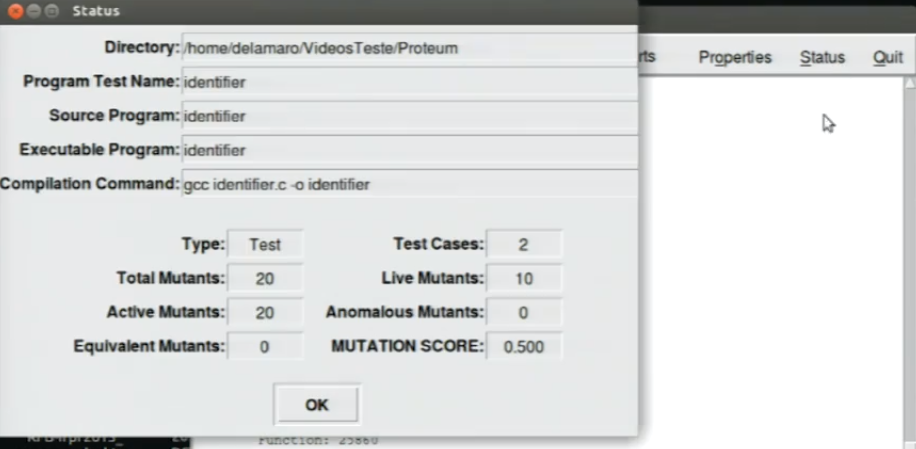 Status
Directory: /home/delamaro/VideosTeste/Proteum
Program Test Name: identifier
Source Program: identifier
Executable Program: identifier
Compilation Command: gcc identifier.c -o identifier
Type: Test Test Cases: 2
Total Mutants: 20 Live Mutants: 10
Active Mutants: 20 Anomalous Mutants: 0
Equivalent Mutants: 0 MUTATION SCORE: 0.500
OK
rts Properties Status Quit
Function: 25860